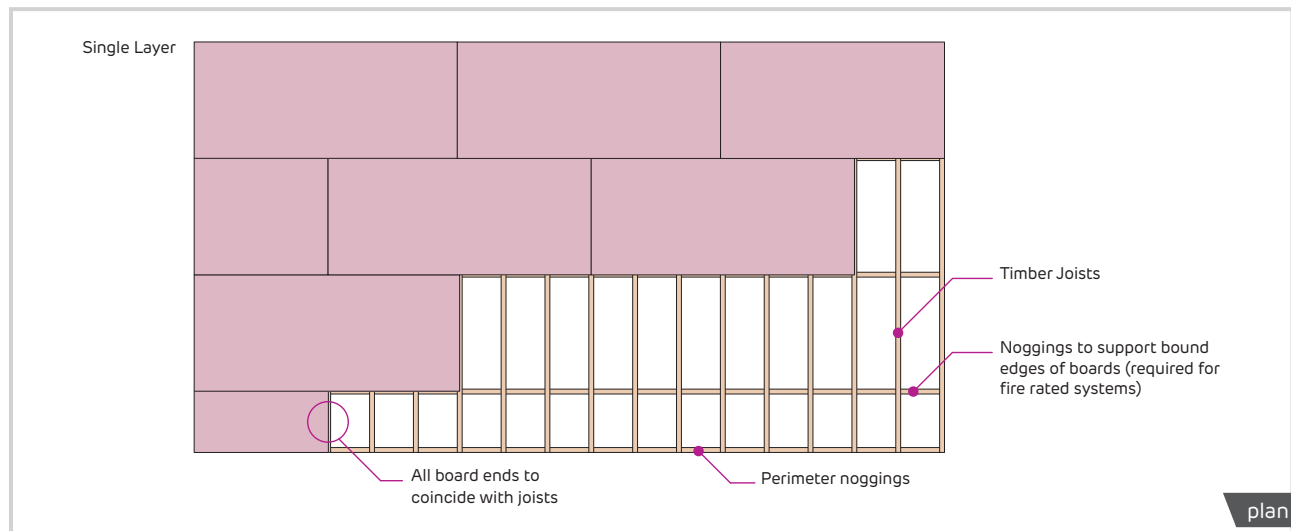 Single Layer
Timber Joists
Noggings to support bound
edges of boards (required for
fire rated systems)
All board ends to
coincide with joists
Perimeter noggings
plan